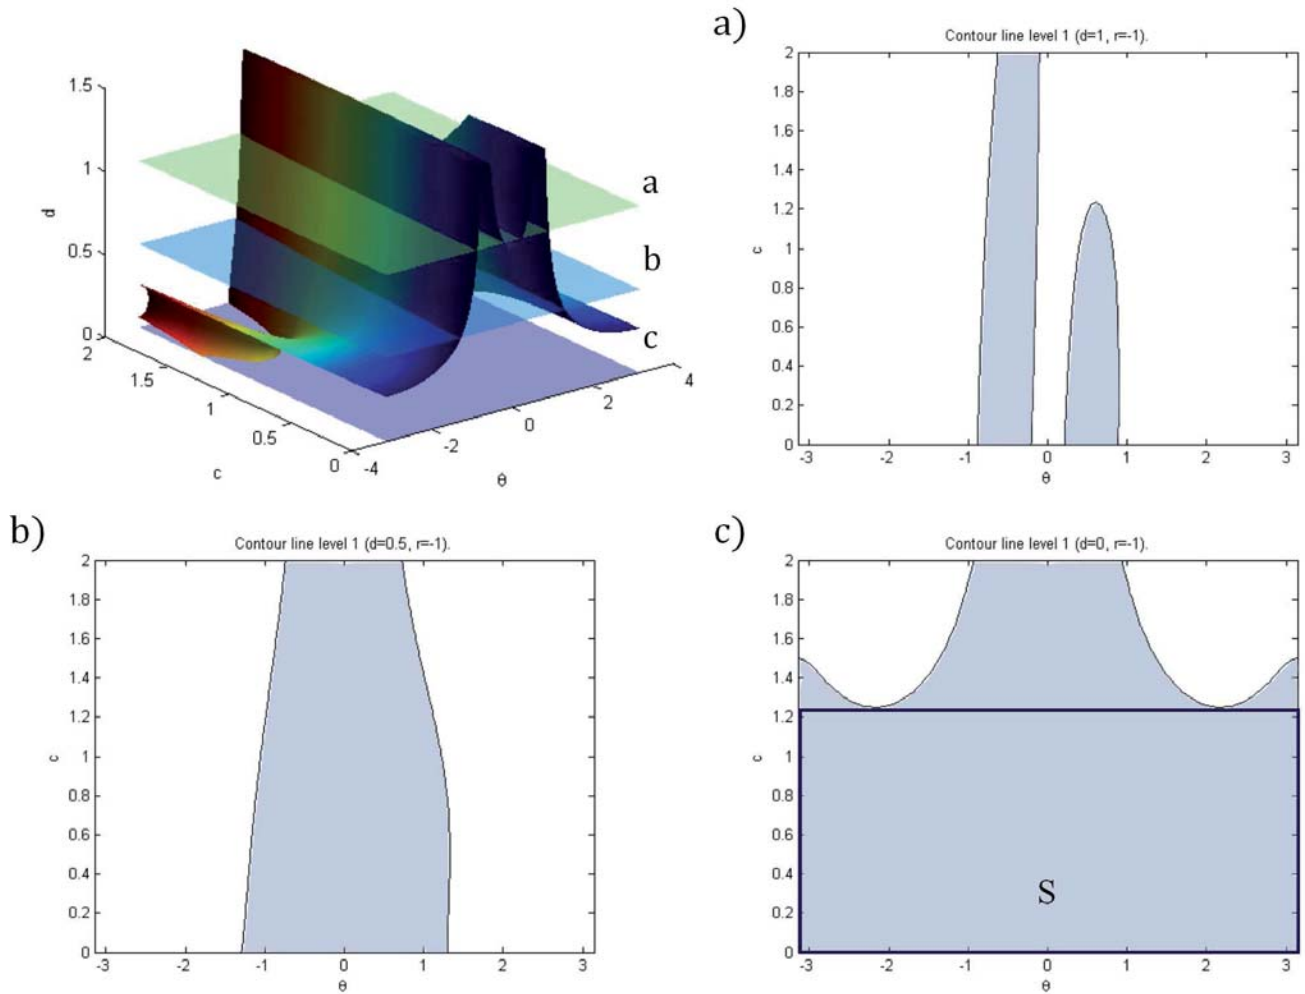 a)
Contour line level 1 (d=1, r=-1).
1.5
1
0.5
0
d
2
1.5
1
0.5
0
c
-4
-2
0
2
4
θ
a
b
c
2
1.8
1.6
1.4
1.2
1
0.8
0.6
0.4
0.2
0
c
-3 -2 -1 0 1 2 3
θ
b)
Contour line level 1 (d=0.5, r=-1).
2
1.8
1.6
1.4
1.2
1
0.8
0.6
0.4
0.2
0
c
-3 -2 -1 0 1 2 3
θ
c)
Contour line level 1 (d=0, r=-1).
2
1.8
1.6
1.4
1.2
1
0.8
0.6
0.4
0.2
0
c
S
-3 -2 -1 0 1 2 3
θ